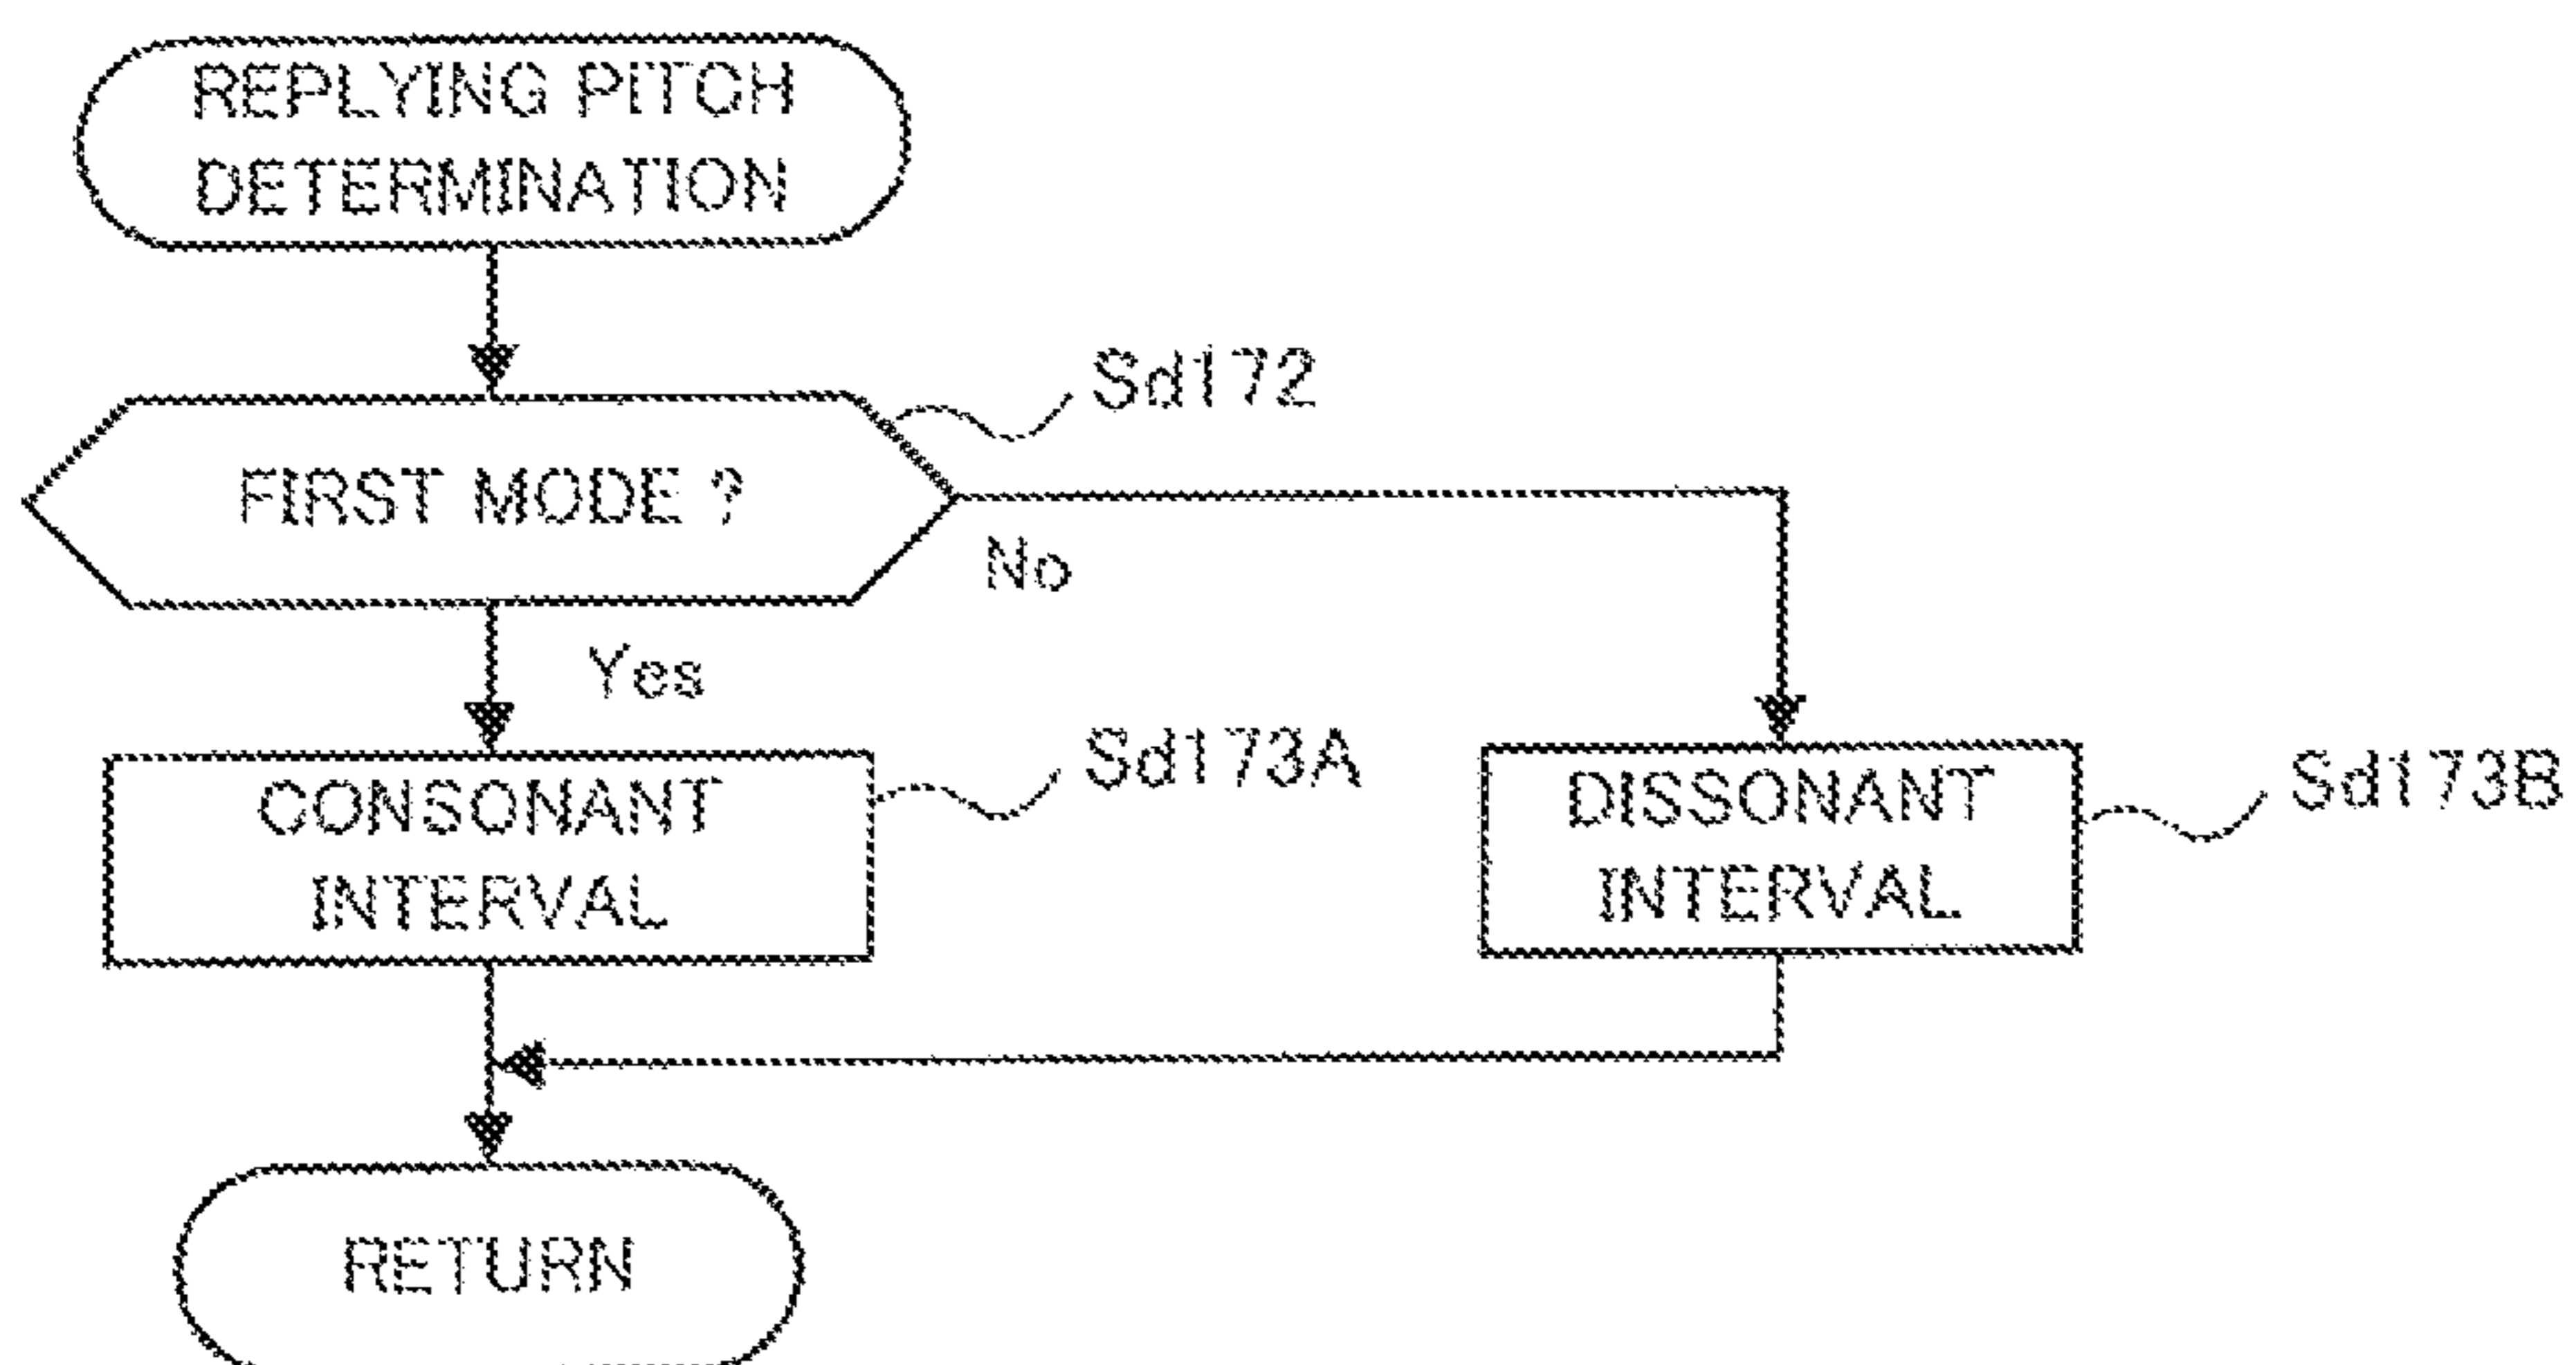 REPLYING PITCH
DETERMINATION
Sd172
FIRST MODE ?
No
Yes
Sd173A
CONSONANT
INTERVAL
Sd173B
DISSONANT
INTERVAL
RETURN